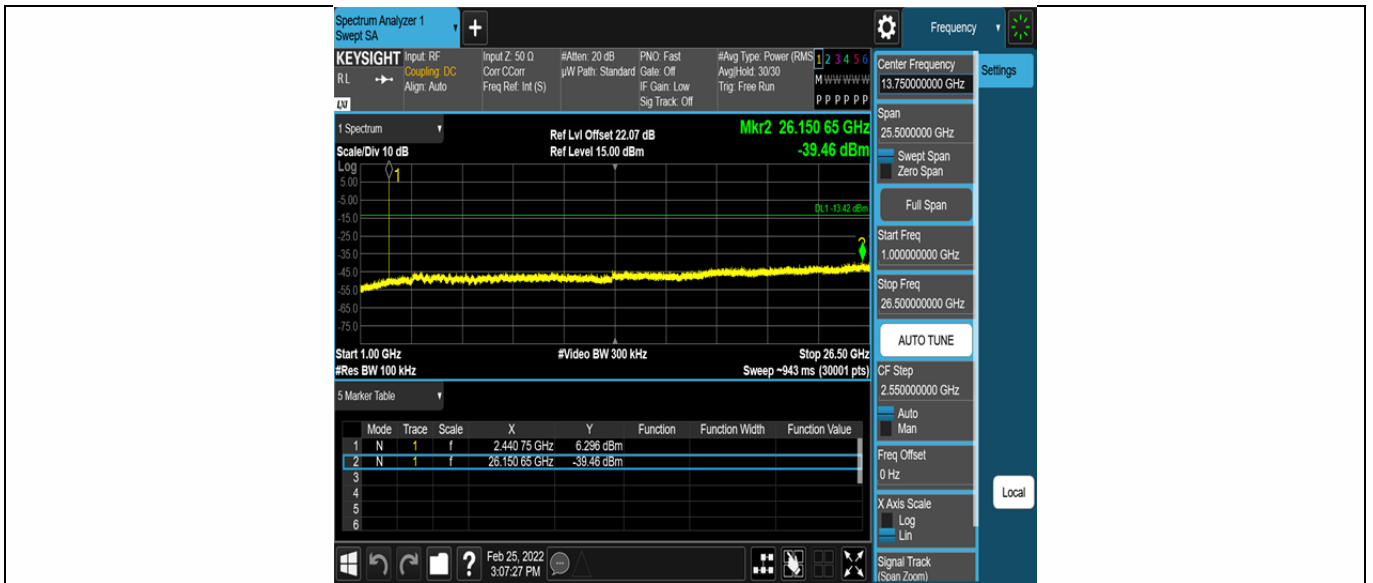 Spectrum Analyzer 1
Swept SA
+
Frequency
KEYSIGHT
RL
LXI
Input: RF
Coupling: DC
Align: Auto
Input Z: 50 Ω
Corr CCorr
Freq Ref: Int (S)
#Atten: 20 dB
µW Path: Standard
PNO: Fast
Gate: Off
IF Gain: Low
Sig Track: Off
#Avg Type: Power (RMS
Avg|Hold: 30/30
Trig: Free Run
1 2 3 4 5 6
M W W W W W
P P P P P P
1 Spectrum
Scale/Div 10 dB
Ref Lvl Offset 22.07 dB
Ref Level 15.00 dBm
Mkr2 26.150 65 GHz
-39.46 dBm
Log
5.00
-5.00
-15.0
-25.0
-35.0
-45.0
-55.0
-65.0
-75.0
1
DL1 -13.42 dBm
2
Start 1.00 GHz
#Res BW 100 kHz
#Video BW 300 kHz
Stop 26.50 GHz
Sweep ~943 ms (30001 pts)
5 Marker Table
Mode Trace Scale X Y Function Function Width Function Value
1 N 1 f 2.440 75 GHz 6.296 dBm
2 N 1 f 26.150 65 GHz -39.46 dBm
3
4
5
6
Feb 25, 2022
3:07:27 PM
?
Center Frequency
13.750000000 GHz
Span
25.5000000 GHz
Swept Span
Zero Span
Full Span
Start Freq
1.000000000 GHz
Stop Freq
26.500000000 GHz
AUTO TUNE
CF Step
2.550000000 GHz
Auto
Man
Freq Offset
0 Hz
X Axis Scale
Log
Lin
Signal Track
(Span Zoom)
Settings
Local